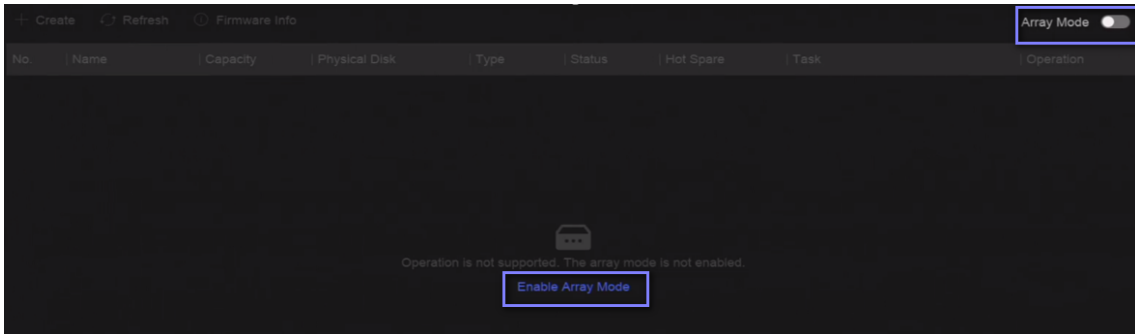 Create Refresh Firmware Info Array Mode
No. Name Capacity Physical Disk Type Status Hot Spare Task Operation
Operation is not supported. The array mode is not enabled.
Enable Array Mode